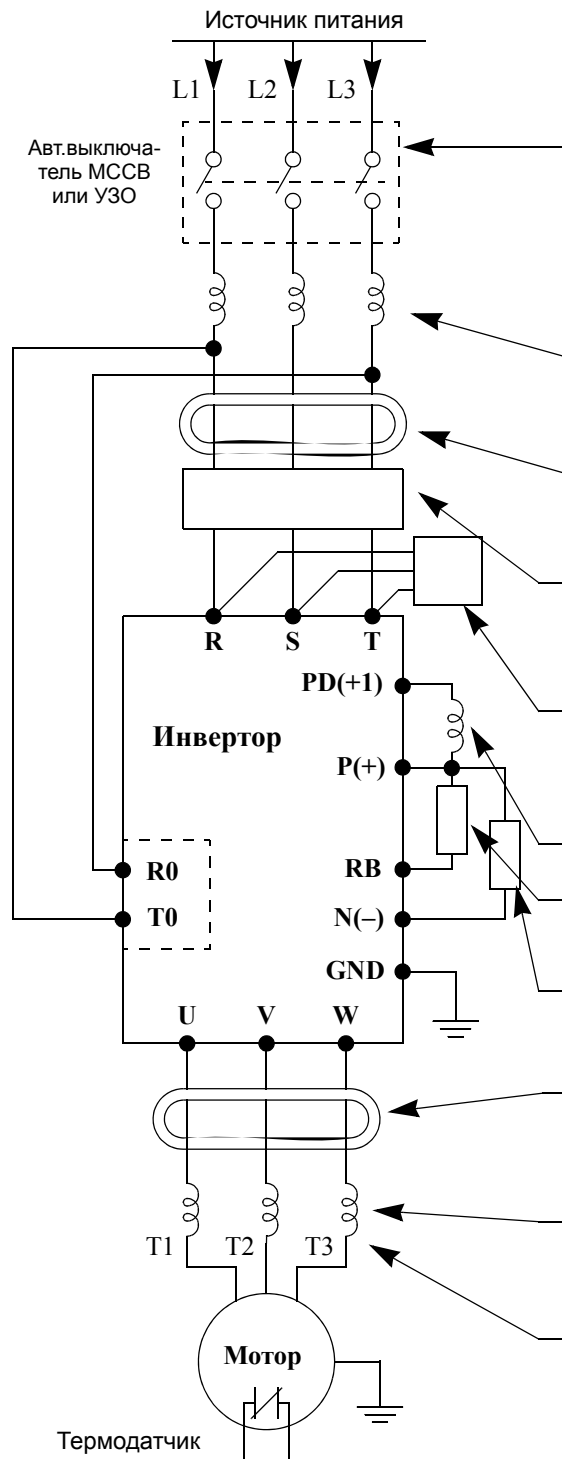 Источник питания
L1 L2 L3
Авт.выключа-
тель МССВ
или УЗО
R S T
PD(+1)
Инвертор
P(+)
R0
RB
T0
N(–)
GND
U V W
T1 T2 T3
Мотор
Термодатчик